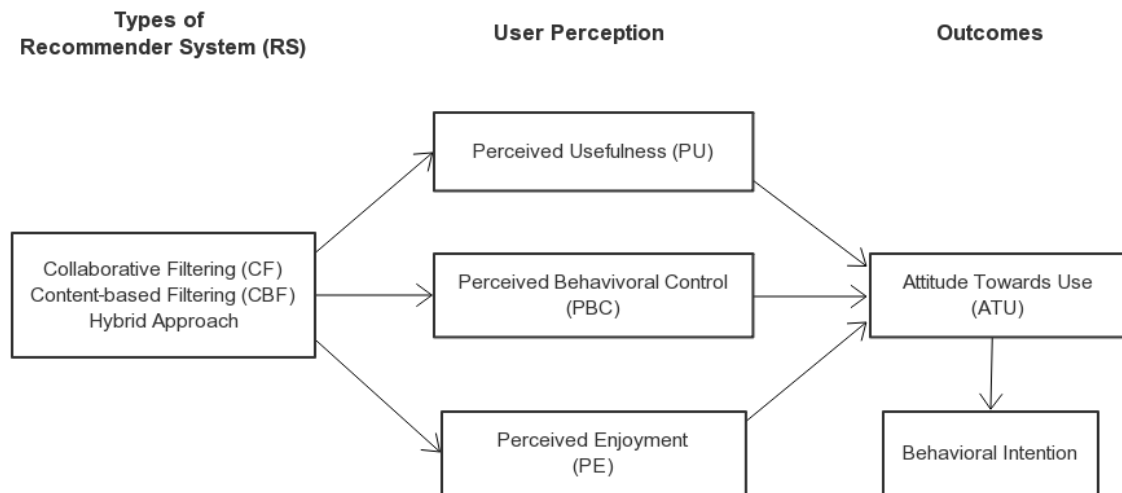 Types of
Recommender System (RS)
User Perception
Outcomes
Perceived Usefulness (PU)
Collaborative Filtering (CF)
Content-based Filtering (CBF)
Hybrid Approach
Perceived Behavivoral Control
(PBC)
Attitude Towards Use
(ATU)
Perceived Enjoyment
(PE)
Behavioral Intention